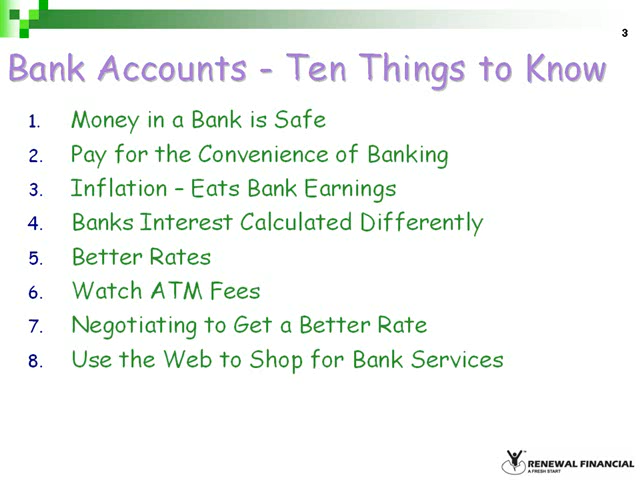 3
Bank Accounts - Ten Things to Know
1. Money in a Bank is Safe
2. Pay for the Convenience of Banking
3. Inflation – Eats Bank Earnings
4. Banks Interest Calculated Differently
5. Better Rates
6. Watch ATM Fees
7. Negotiating to Get a Better Rate
8. Use the Web to Shop for Bank Services
RENEWAL FINANCIAL
A FRESH START